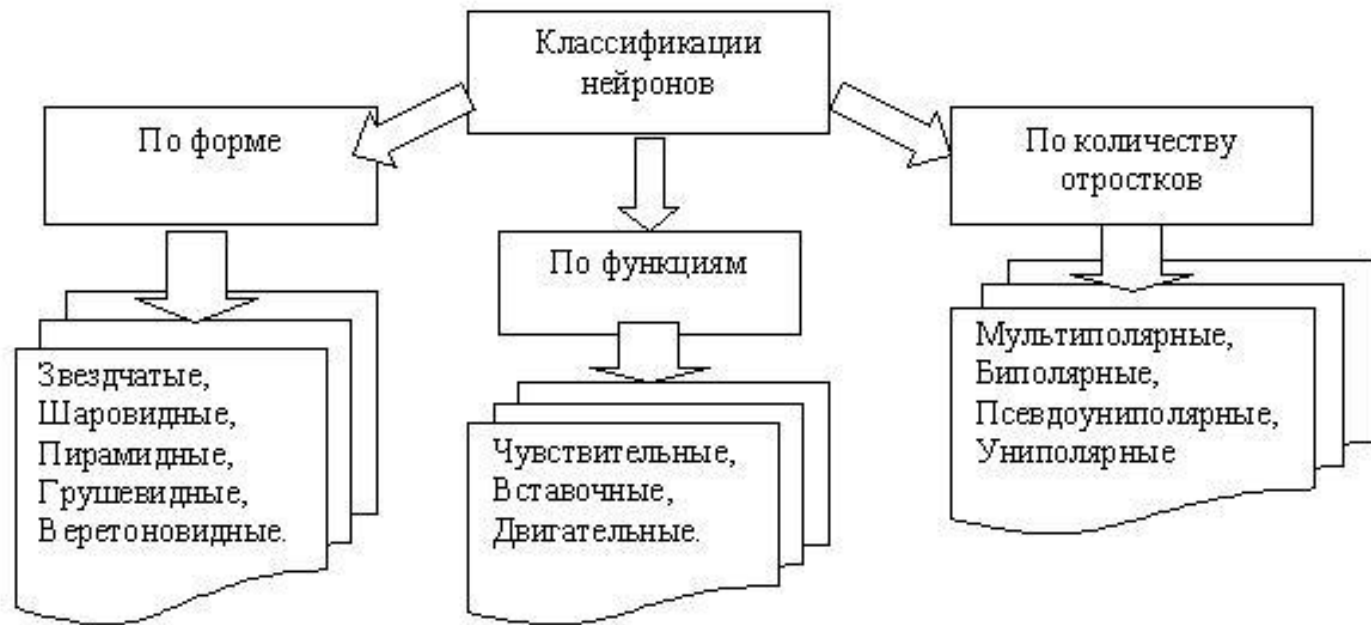 Классификации
нейронов
По форме
По функциям
По количеству
отростков
Звездчатые,
Шаровидные,
Пирамидные,
Грушевидные,
Веретоновидные.
Чувствительные,
Вставочные,
Двигательные.
Мультиполярные,
Биполярные,
Псевдоуниполярные,
Униполярные